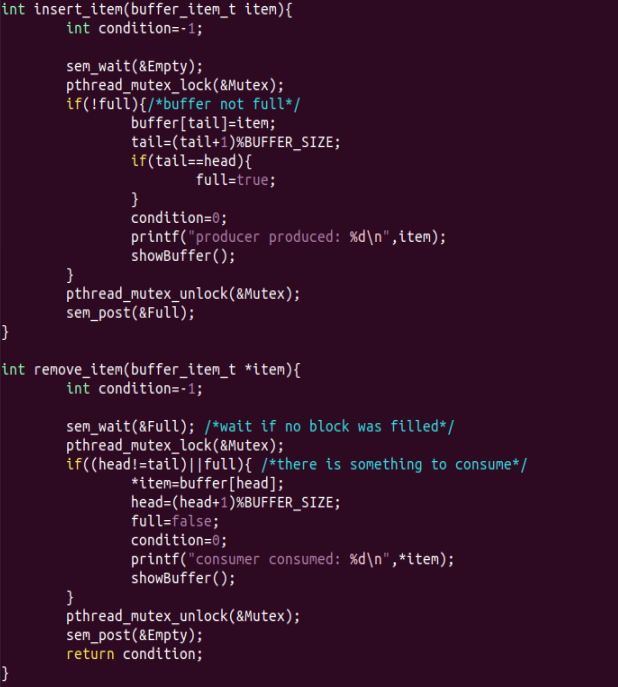 int insert_item(buffer_item_t item){
        int condition=-1;

        sem_wait(&Empty);
        pthread_mutex_lock(&Mutex);
        if(!full){/*buffer not full*/
                buffer[tail]=item;
                tail=(tail+1)%BUFFER_SIZE;
                if(tail==head){
                        full=true;
                }
                condition=0;
                printf("producer produced: %d\n",item);
                showBuffer();
        }
        pthread_mutex_unlock(&Mutex);
        sem_post(&Full);
}

int remove_item(buffer_item_t *item){
        int condition=-1;

        sem_wait(&Full); /*wait if no block was filled*/
        pthread_mutex_lock(&Mutex);
        if((head!=tail)||full){ /*there is something to consume*/
                *item=buffer[head];
                head=(head+1)%BUFFER_SIZE;
                full=false;
                condition=0;
                printf("consumer consumed: %d\n",*item);
                showBuffer();
        }
        pthread_mutex_unlock(&Mutex);
        sem_post(&Empty);
        return condition;
}